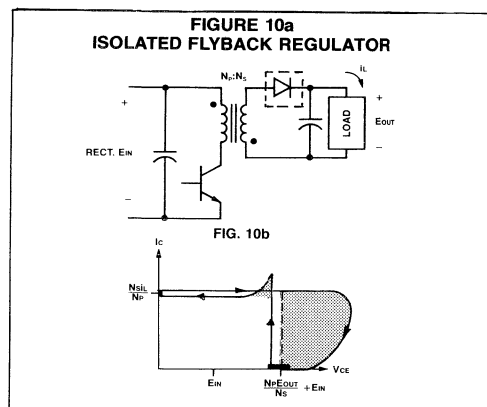 FIGURE 10a
ISOLATED FLYBACK REGULATOR
NP:NS
iL
+
+
LOAD
EOUT
RECT. EIN
−
−
FIG. 10b
IC
NSiL
NP
VCE
EIN
NPEOUT
NS
+EIN